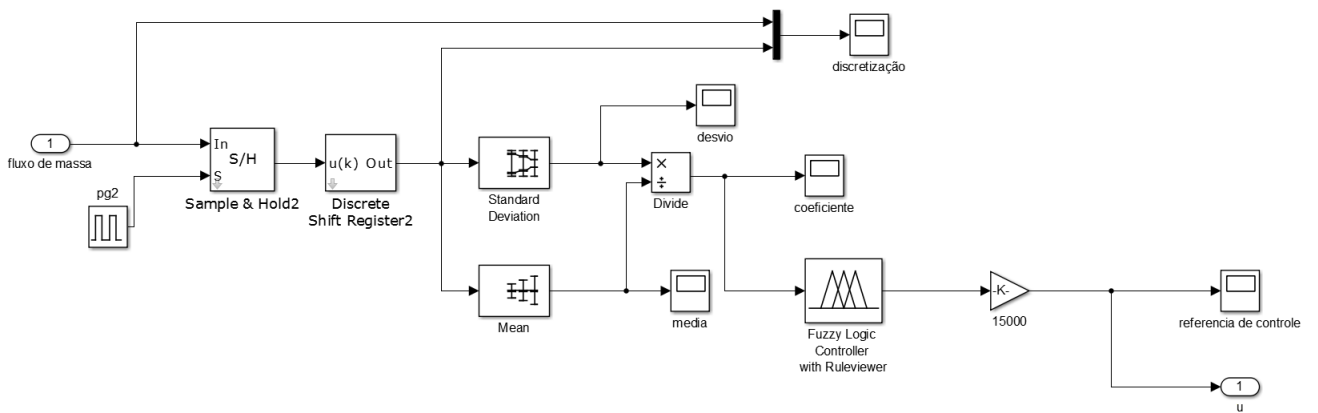 discretização
desvio
1
fluxo de massa
In
S/H
S
Sample & Hold2
pg2
u(k) Out
Discrete
Shift Register2
Standard
Deviation
×
÷
Divide
coeficiente
Mean
media
Fuzzy Logic
Controller
with Ruleviewer
-K-
15000
referencia de controle
1
u